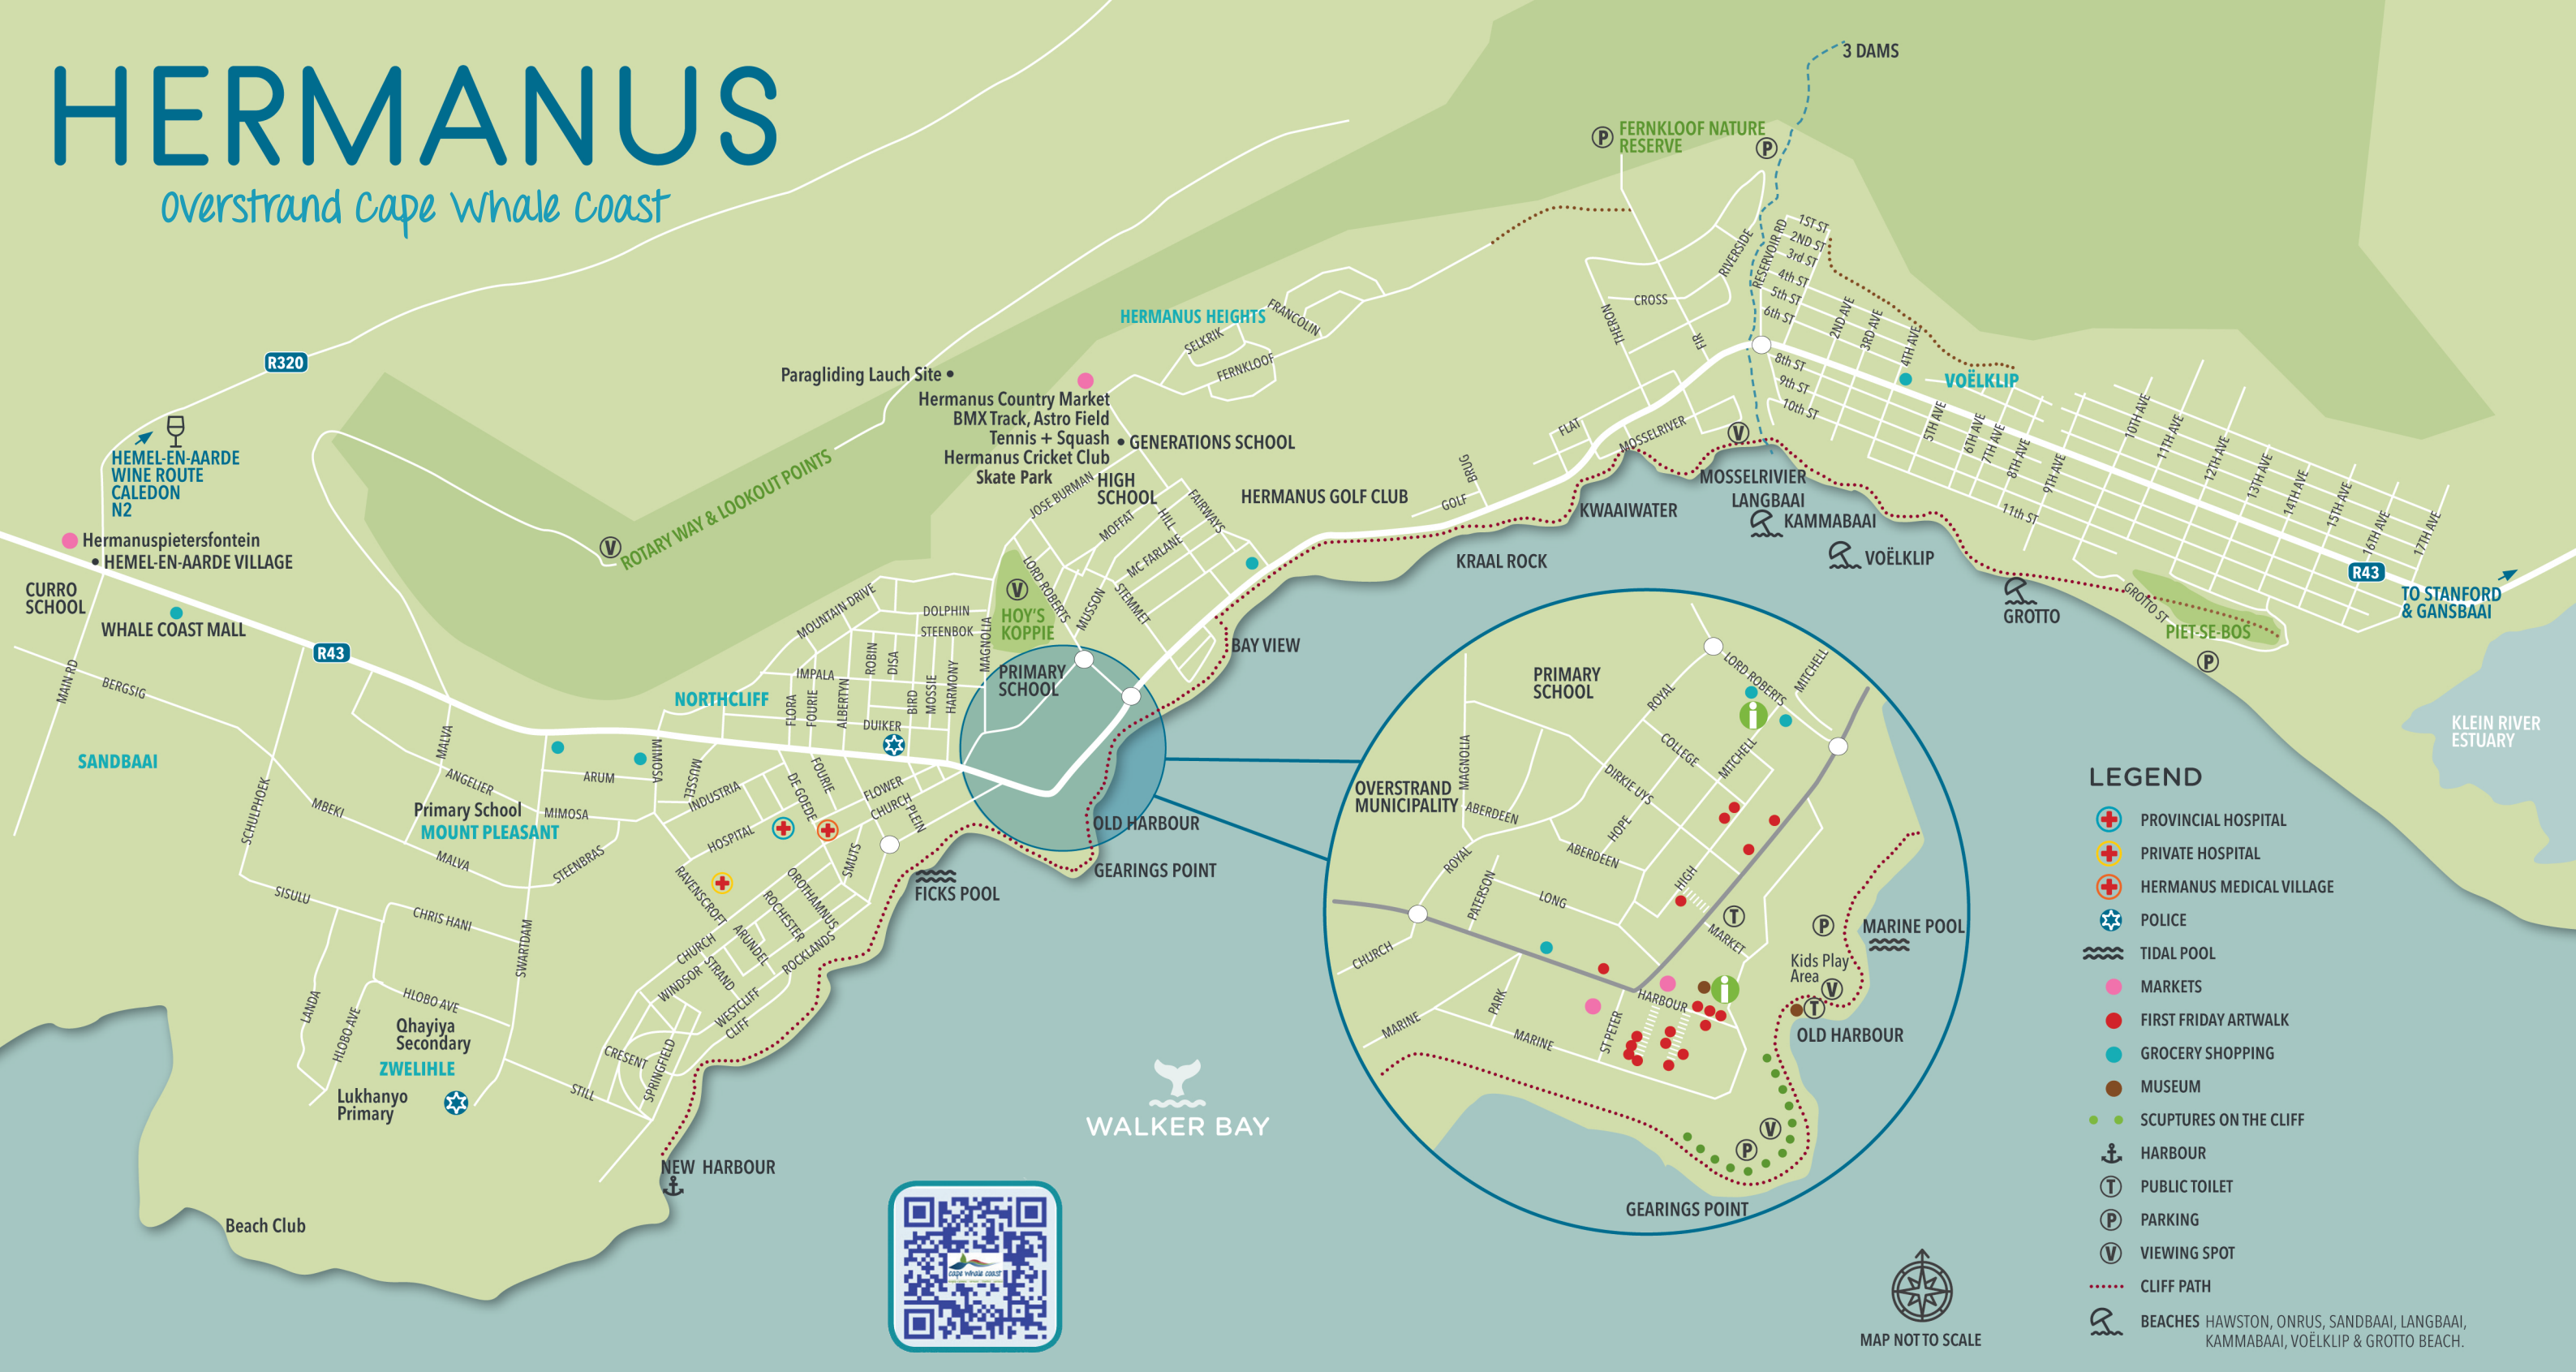 HERMANUS
Overstrand Cape Whale Coast
3 DAMS
FERNKLOOF NATURE
RESERVE
P
P
1ST ST
2ND ST
3rd ST
4th ST
5th ST
6th ST
RESERVOIR RD
RIVERSIDE
CROSS
THERON
FIR
2ND AVE
3RD AVE
4TH AVE
8th ST
9th ST
10th ST
VOËLKLIP
5TH AVE
6TH AVE
7TH AVE
8TH AVE
9TH AVE
10TH AVE
11TH AVE
12TH AVE
13TH AVE
14TH AVE
15TH AVE
16TH AVE
17TH AVE
11th ST
R43
TO STANFORD
& GANSBAAI
GROTTO ST
PIET-SE-BOS
P
KLEIN RIVER
ESTUARY
HERMANUS HEIGHTS
FRANCOLIN
SELKRIK
FERNKLOOF
R320
Paragliding Lauch Site
Hermanus Country Market
BMX Track, Astro Field
Tennis + Squash
Hermanus Cricket Club
Skate Park
GENERATIONS SCHOOL
HIGH
SCHOOL
JOSE BURMAN
MOFFAT
HILL
FAIRWAYS
MC FARLANE
LORD ROBERTS
MUSSON
STEMMET
HERMANUS GOLF CLUB
GOLF
BRUG
FLAT
MOSSELRIVER
V
MOSSELRIVIER
LANGBAAI
KAMMABAAI
VOËLKLIP
GROTTO
KWAAIWATER
KRAAL ROCK
HEMEL-EN-AARDE
WINE ROUTE
CALEDON
N2
Hermanuspietersfontein
HEMEL-EN-AARDE VILLAGE
CURRO
SCHOOL
WHALE COAST MALL
R43
V
ROTARY WAY & LOOKOUT POINTS
V
HOY'S
KOPPIE
MOUNTAIN DRIVE
DOLPHIN
STEENBOK
MAGNOLIA
IMPALA
ROBIN
DISA
FLORA
FOURIE
ALBERTYN
BIRD
MOSSIE
HARMONY
DUIKER
PRIMARY
SCHOOL
BAY VIEW
NORTHCLIFF
MAIN RD
BERGSIG
SANDBAAI
MALVA
ANGELIER
ARUM
MIMOSA
MUSSEL
MIMOSA
INDUSTRIA
DE GOEDE
FOURIE
FLOWER
CHURCH
PLEIN
SCHULPHOEK
MBEKI
Primary School
MOUNT PLEASANT
MALVA
STEENBRAS
HOSPITAL
SMUTS
RAVENSCROFT
OROTHAMNUS
ROCHESTER
ARUNDEL
ROCKLANDS
CHURCH
STRAND
WINDSOR
WESTCLIFF
CLIFF
SISULU
CHRIS HANI
SWARTDAM
LANDA
HLOBO AVE
HLOBO AVE
Qhayiya
Secondary
ZWELIHLE
Lukhanyo
Primary
CRESENT
SPRINGFIELD
STILL
NEW HARBOUR
Beach Club
FICKS POOL
OLD HARBOUR
GEARINGS POINT
WALKER BAY
cape whale coast
PRIMARY
SCHOOL
OVERSTRAND
MUNICIPALITY
MAGNOLIA
LORD ROBERTS
MITCHELL
ROYAL
i
COLLEGE
MITCHELL
DIRKIE UYS
ABERDEEN
HOPE
ABERDEEN
ROYAL
PATERSON
LONG
HIGH
T
MARKET
P
MARINE POOL
Kids Play
Area
V
T
OLD HARBOUR
CHURCH
MARINE
PARK
MARINE
HARBOUR
i
ST PETER
V
P
GEARINGS POINT
MAP NOT TO SCALE
LEGEND
PROVINCIAL HOSPITAL
PRIVATE HOSPITAL
HERMANUS MEDICAL VILLAGE
POLICE
TIDAL POOL
MARKETS
FIRST FRIDAY ARTWALK
GROCERY SHOPPING
MUSEUM
SCUPTURES ON THE CLIFF
HARBOUR
T PUBLIC TOILET
P PARKING
V VIEWING SPOT
CLIFF PATH
BEACHES HAWSTON, ONRUS, SANDBAAI, LANGBAAI,
KAMMABAAI, VOËLKLIP & GROTTO BEACH.